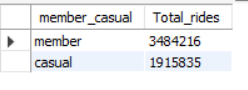 member_casual Total_rides
member 3484216
casual 1915835